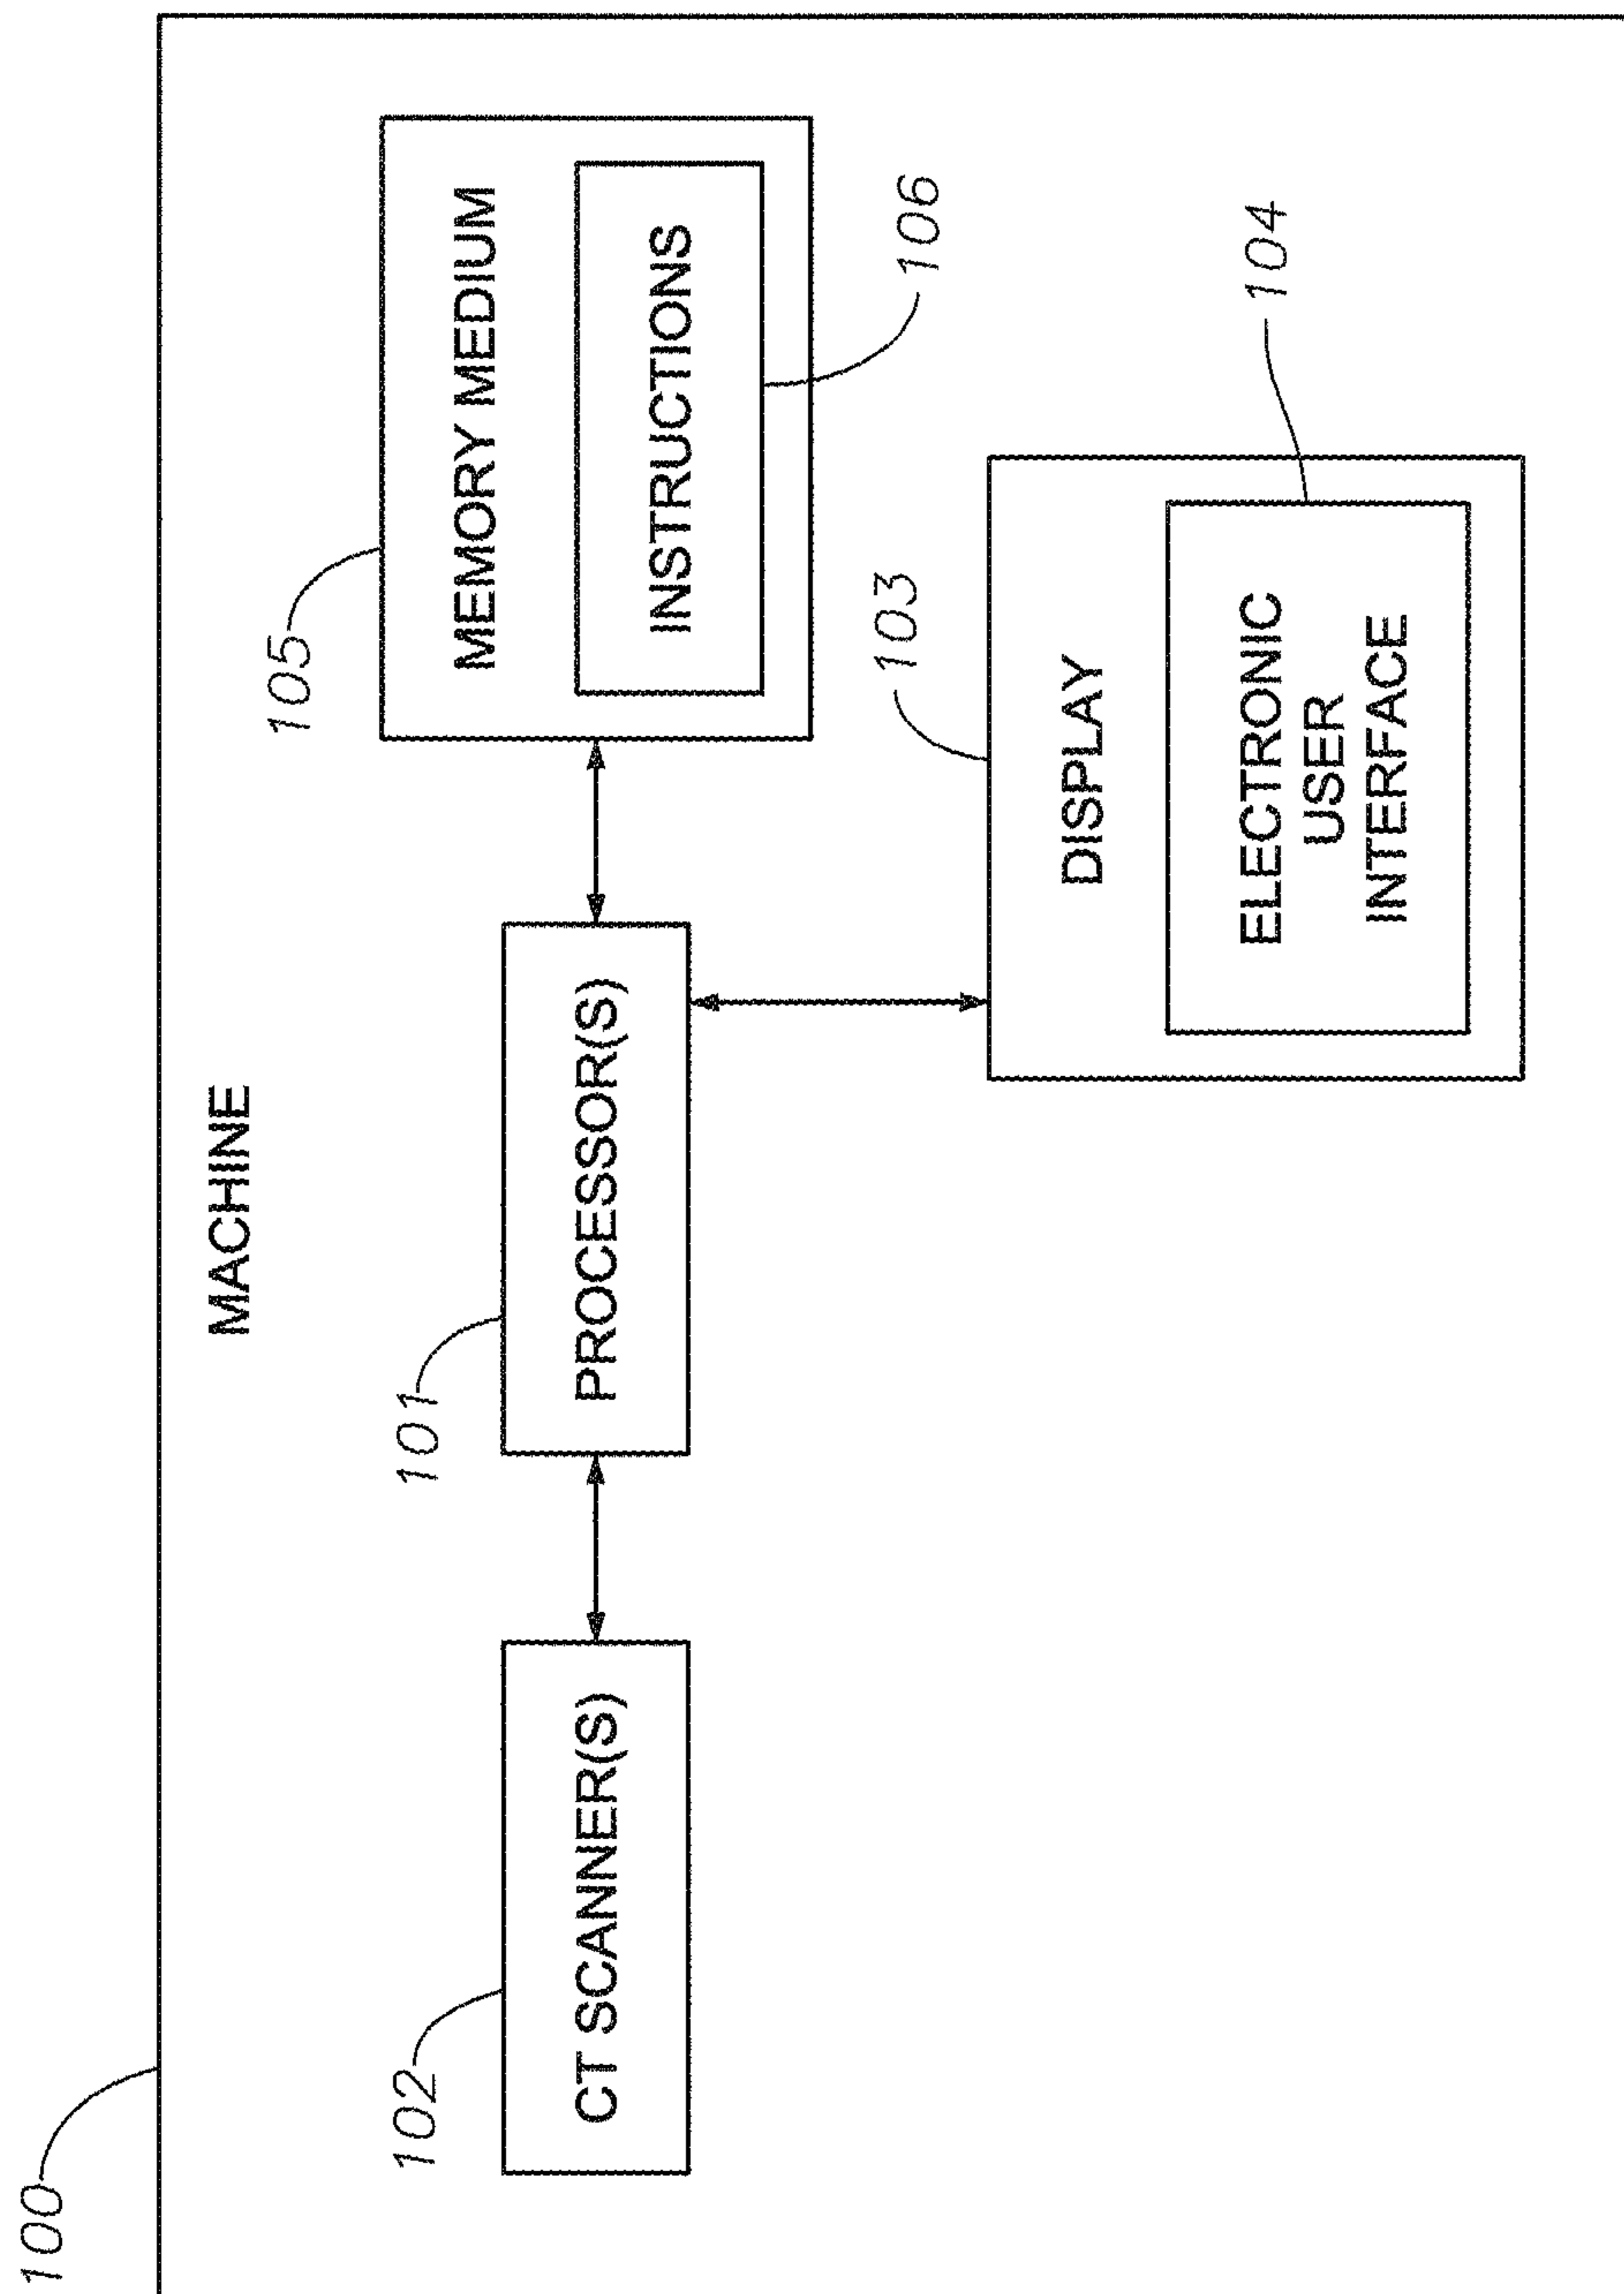 100
MACHINE
105
MEMORY MEDIUM
INSTRUCTIONS
106
101
PROCESSOR(S)
102
CT SCANNER(S)
103
DISPLAY
ELECTRONIC
USER
INTERFACE
104